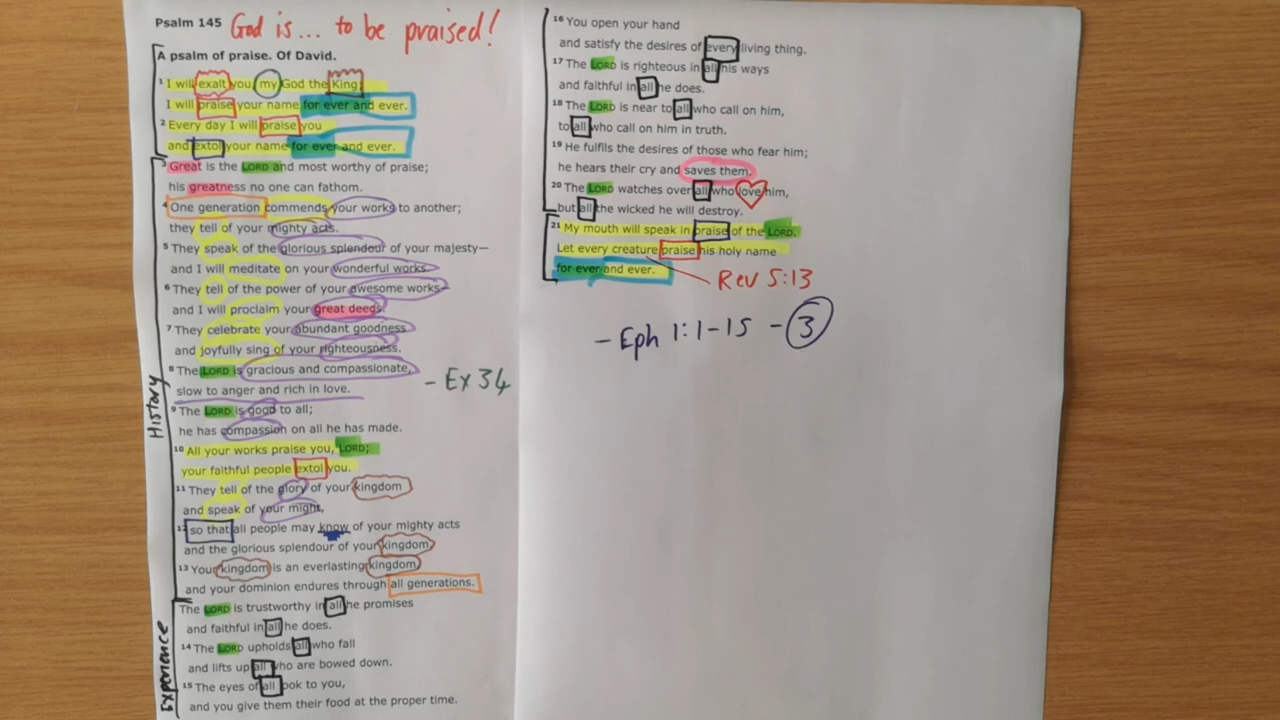 Psalm 145 God is... to be praised!
A psalm of praise. Of David.
1 I will exalt you, my God the King;
I will praise your name for ever and ever.
2 Every day I will praise you
and extol your name for ever and ever.
3 Great is the LORD and most worthy of praise;
his greatness no one can fathom.
4 One generation commends your works to another;
they tell of your mighty acts.
5 They speak of the glorious splendour of your majesty—
and I will meditate on your wonderful works.
6 They tell of the power of your awesome works—
and I will proclaim your great deeds.
7 They celebrate your abundant goodness
and joyfully sing of your righteousness.
8 The LORD is gracious and compassionate,
slow to anger and rich in love.
- Ex 34
9 The LORD is good to all;
he has compassion on all he has made.
10 All your works praise you, LORD;
your faithful people extol you.
11 They tell of the glory of your kingdom
and speak of your might,
12 so that all people may know of your mighty acts
and the glorious splendour of your kingdom.
13 Your kingdom is an everlasting kingdom,
and your dominion endures through all generations.
History
The LORD is trustworthy in all he promises
and faithful in all he does.
14 The LORD upholds all who fall
and lifts up all who are bowed down.
15 The eyes of all look to you,
and you give them their food at the proper time.
Experience
16 You open your hand
and satisfy the desires of every living thing.
17 The LORD is righteous in all his ways
and faithful in all he does.
18 The LORD is near to all who call on him,
to all who call on him in truth.
19 He fulfils the desires of those who fear him;
he hears their cry and saves them.
20 The LORD watches over all who love him,
but all the wicked he will destroy.
21 My mouth will speak in praise of the LORD.
Let every creature praise his holy name
for ever and ever.
Rev 5:13
- Eph 1:1-15 - 3